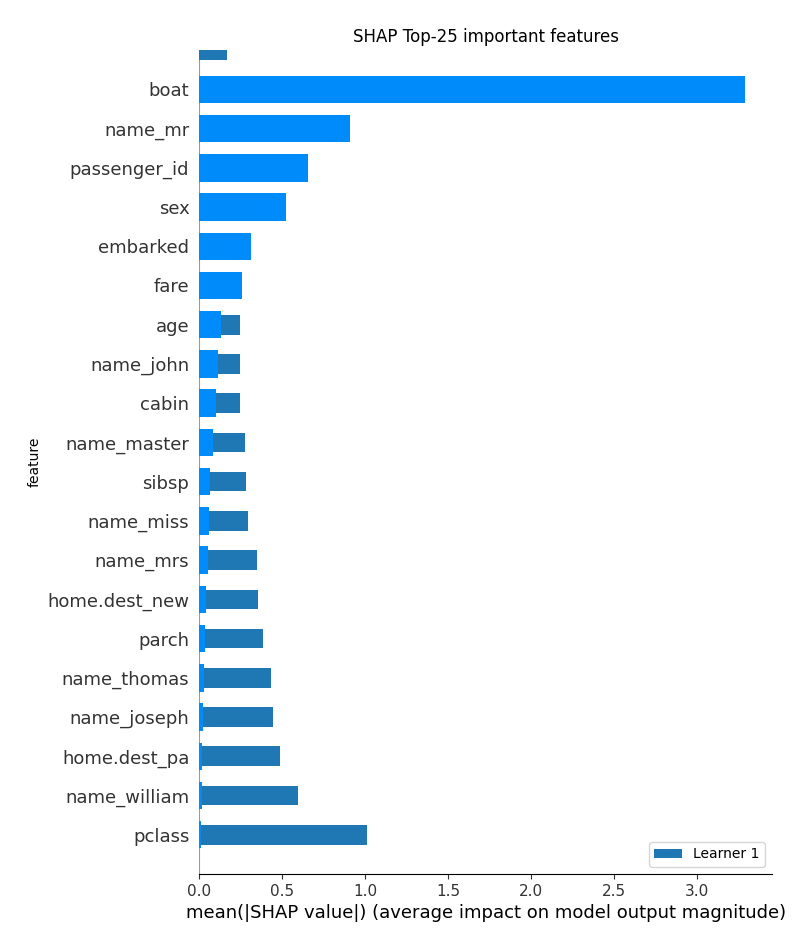 SHAP Top-25 important features
boat
name_mr
passenger_id
sex
embarked
fare
age
name_john
cabin
name_master
sibsp
name_miss
name_mrs
home.dest_new
parch
name_thomas
name_joseph
home.dest_pa
name_william
pclass
feature
Learner 1
0.0 0.5 1.0 1.5 2.0 2.5 3.0
mean(|SHAP value|) (average impact on model output magnitude)